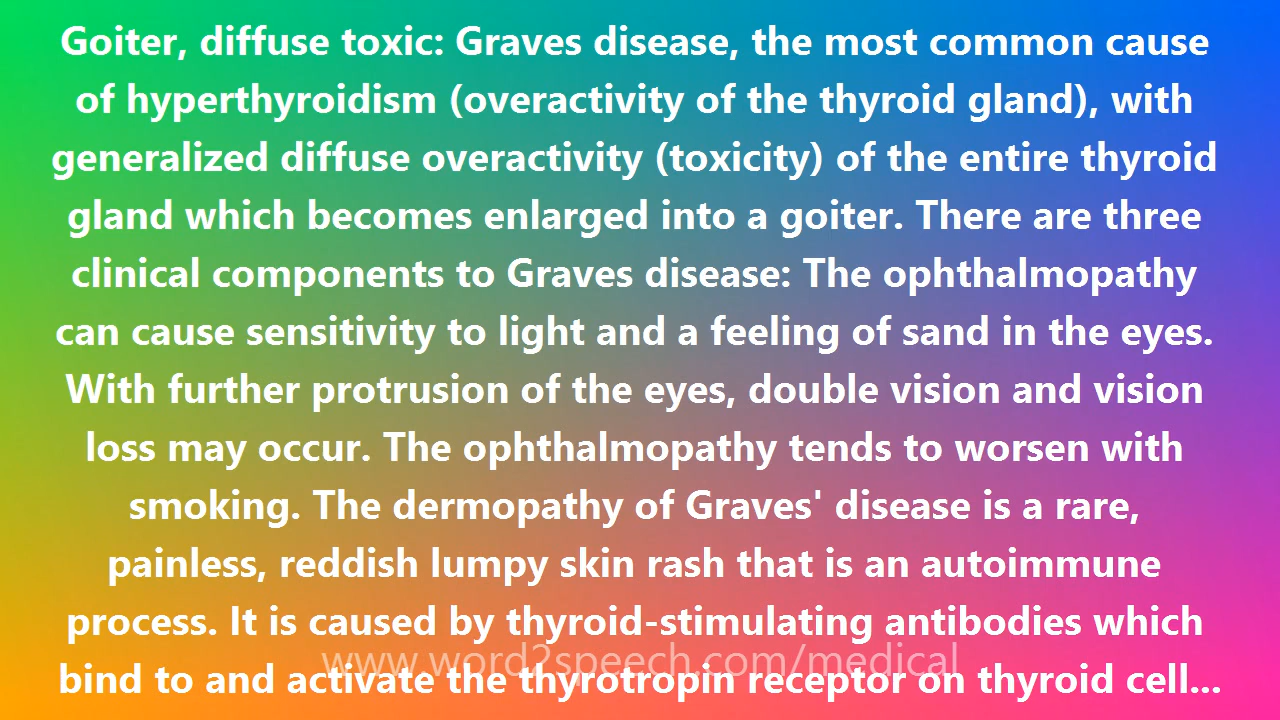 Goiter, diffuse toxic: Graves disease, the most common cause
of hyperthyroidism (overactivity of the thyroid gland), with
generalized diffuse overactivity (toxicity) of the entire thyroid
gland which becomes enlarged into a goiter. There are three
clinical components to Graves disease: The ophthalmopathy
can cause sensitivity to light and a feeling of sand in the eyes.
With further protrusion of the eyes, double vision and vision
loss may occur. The ophthalmopathy tends to worsen with
smoking. The dermopathy of Graves' disease is a rare,
painless, reddish lumpy skin rash that is an autoimmune
process. It is caused by thyroid-stimulating antibodies which
www.word2speech.com/medical
bind to and activate the thyrotropin receptor on thyroid cell...